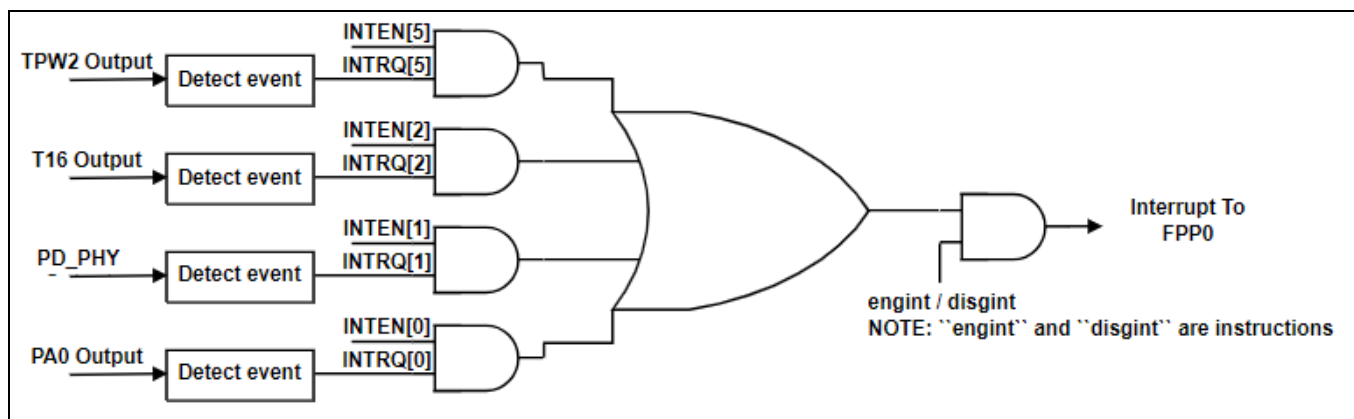 INTEN[5]
TPW2 Output
Detect event
INTRQ[5]
INTEN[2]
T16 Output
Detect event
INTRQ[2]
INTEN[1]
PD_PHY
Detect event
INTRQ[1]
INTEN[0]
PA0 Output
Detect event
INTRQ[0]
Interrupt To
FPP0
engint / disgint
NOTE: ``engint`` and ``disgint`` are instructions